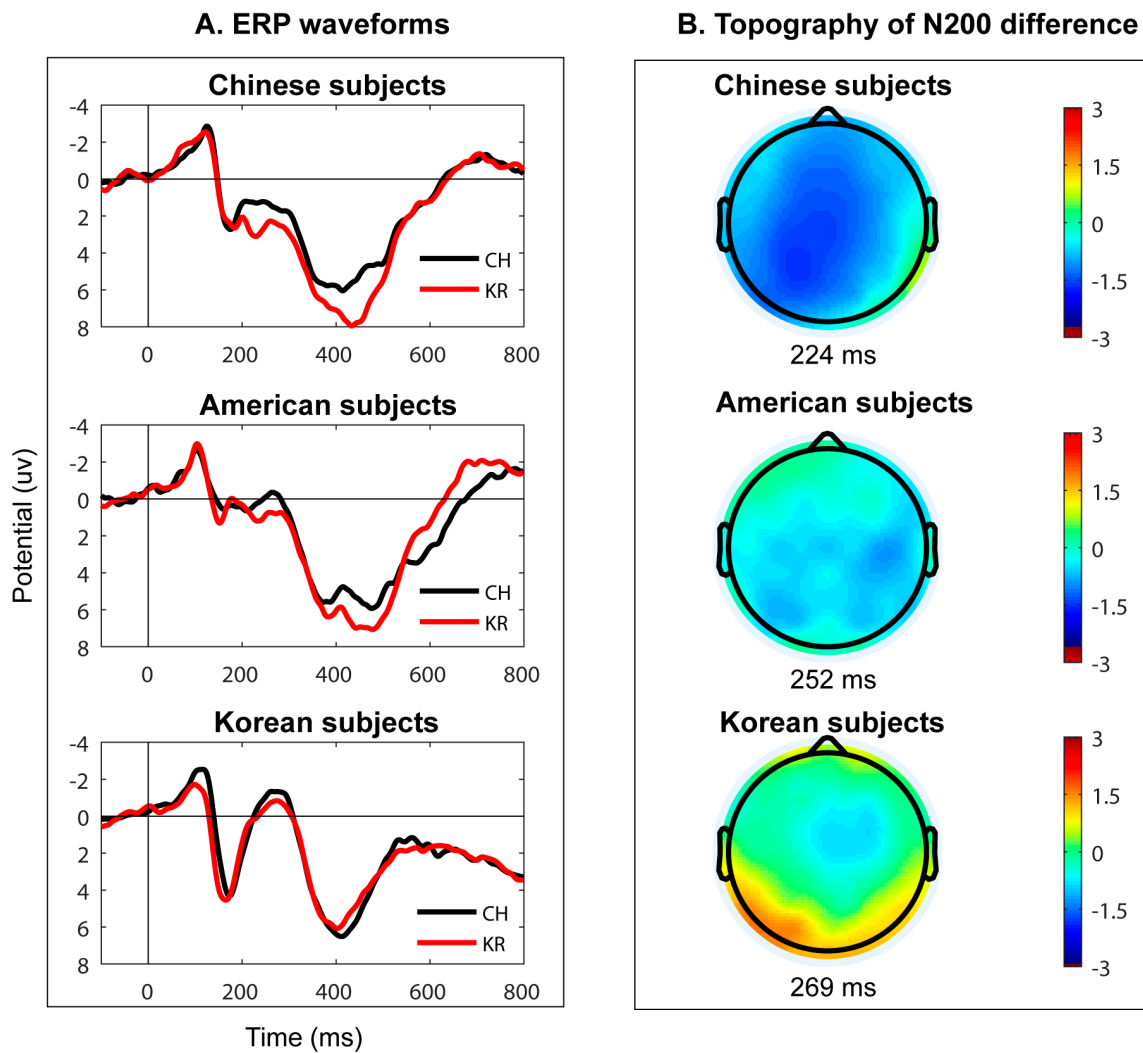 A. ERP waveforms
B. Topography of N200 difference
Chinese subjects
-4
-2
0
2
4
6
8
CH
KR
0 200 400 600 800
American subjects
-4
-2
0
2
4
6
8
CH
KR
0 200 400 600 800
Korean subjects
-4
-2
0
2
4
6
8
CH
KR
0 200 400 600 800
Potential (uv)
Time (ms)
Chinese subjects
3
1.5
0
-1.5
-3
224 ms
American subjects
3
1.5
0
-1.5
-3
252 ms
Korean subjects
3
1.5
0
-1.5
-3
269 ms